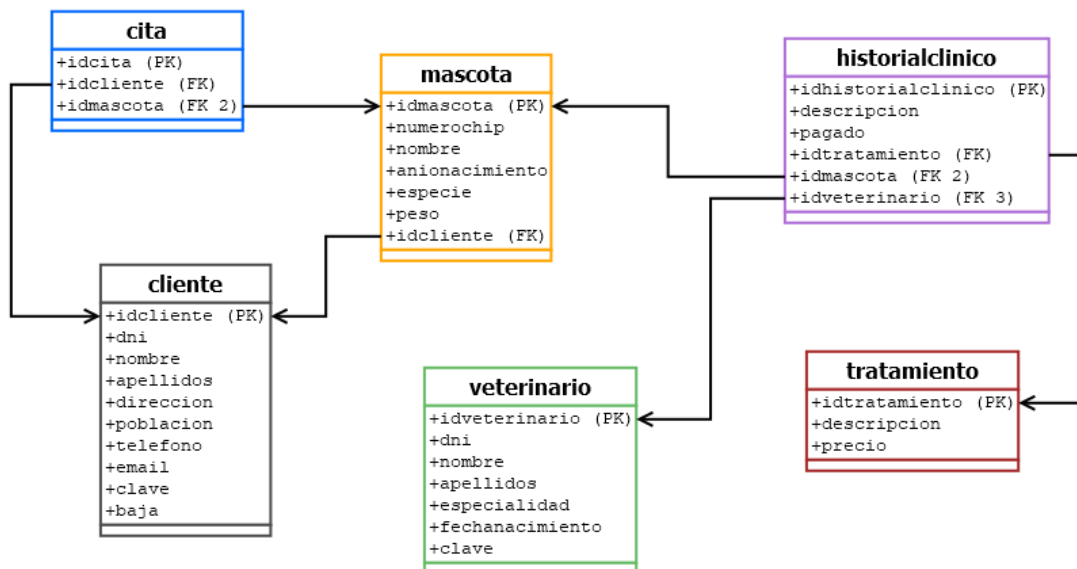 cita
+idcita (PK)
+idcliente (FK)
+idmascota (FK 2)
mascota
+idmascota (PK)
+numerochip
+nombre
+anionacimiento
+especie
+peso
+idcliente (FK)
historialclinico
+idhistorialclinico (PK)
+descripcion
+pagado
+idtratamiento (FK)
+idmascota (FK 2)
+idveterinario (FK 3)
cliente
+idcliente (PK)
+dni
+nombre
+apellidos
+direccion
+poblacion
+telefono
+email
+clave
+baja
veterinario
+idveterinario (PK)
+dni
+nombre
+apellidos
+especialidad
+fechanacimiento
+clave
tratamiento
+idtratamiento (PK)
+descripcion
+precio